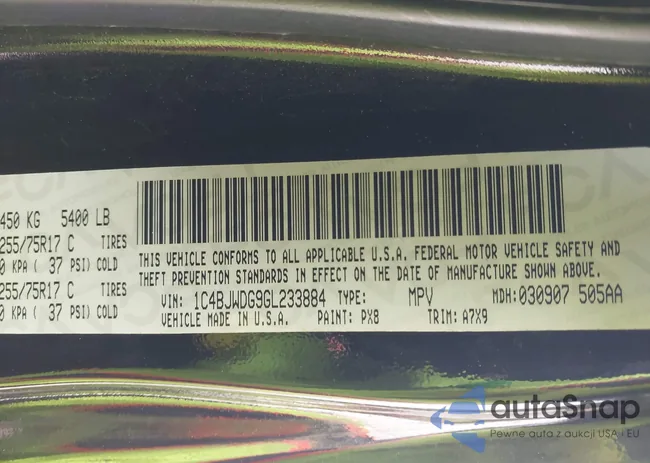 450 KG 5400 LB
255/75R17 C TIRES
0 KPA ( 37 PSI) COLD
255/75R17 C TIRES
0 KPA ( 37 PSI) COLD
THIS VEHICLE CONFORMS TO ALL APPLICABLE U.S.A. FEDERAL MOTOR VEHICLE SAFETY AND
THEFT PREVENTION STANDARDS IN EFFECT ON THE DATE OF MANUFACTURE SHOWN ABOVE.
VIN: 1C4BJWDG9GL233884 TYPE: MPV MDH:030907 505AA
VEHICLE MADE IN U.S.A. PAINT: PX8 TRIM: A7X9
autaSnap
Pewne auta z aukcji USA i EU